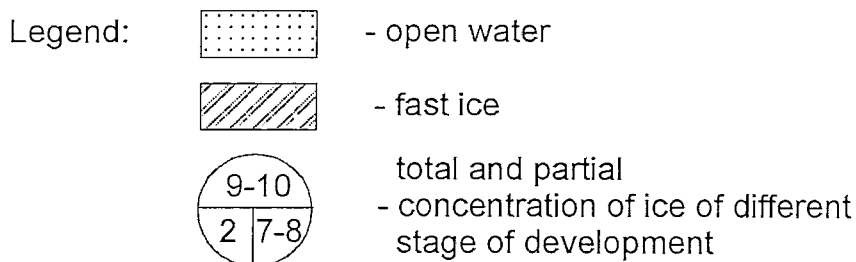 Legend:
- open water
- fast ice
9-10
2 7-8
total and partial
- concentration of ice of different
stage of development